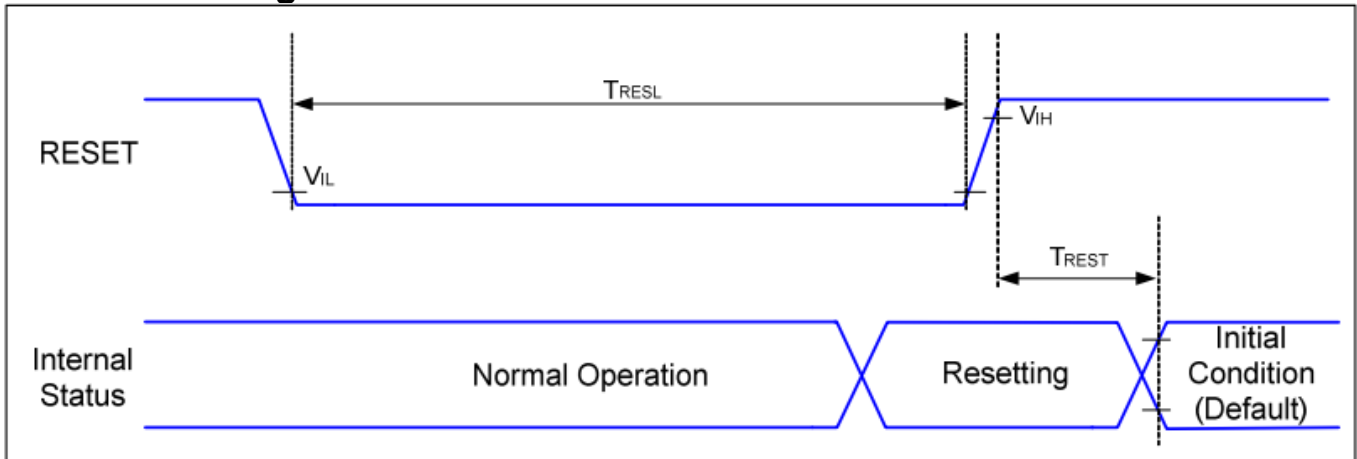 TRESL
VIH
RESET
VIL
TREST
Internal
Status
Normal Operation
Resetting
Initial
Condition
(Default)